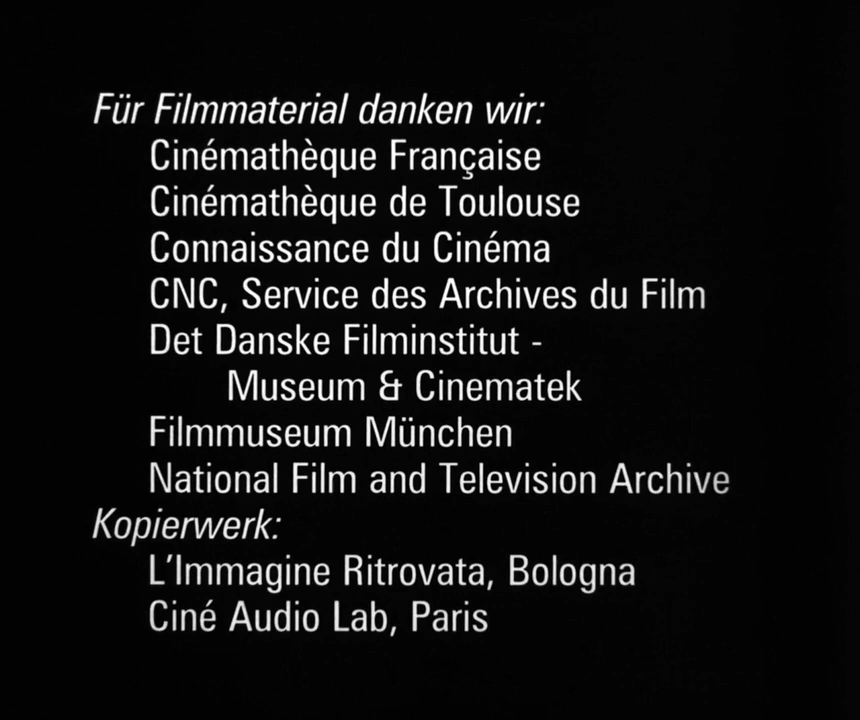 Für Filmmaterial danken wir:
Cinémathèque Française
Cinémathèque de Toulouse
Connaissance du Cinéma
CNC, Service des Archives du Film
Det Danske Filminstitut -
Museum & Cinematek
Filmmuseum München
National Film and Television Archive
Kopierwerk:
L'Immagine Ritrovata, Bologna
Ciné Audio Lab, Paris